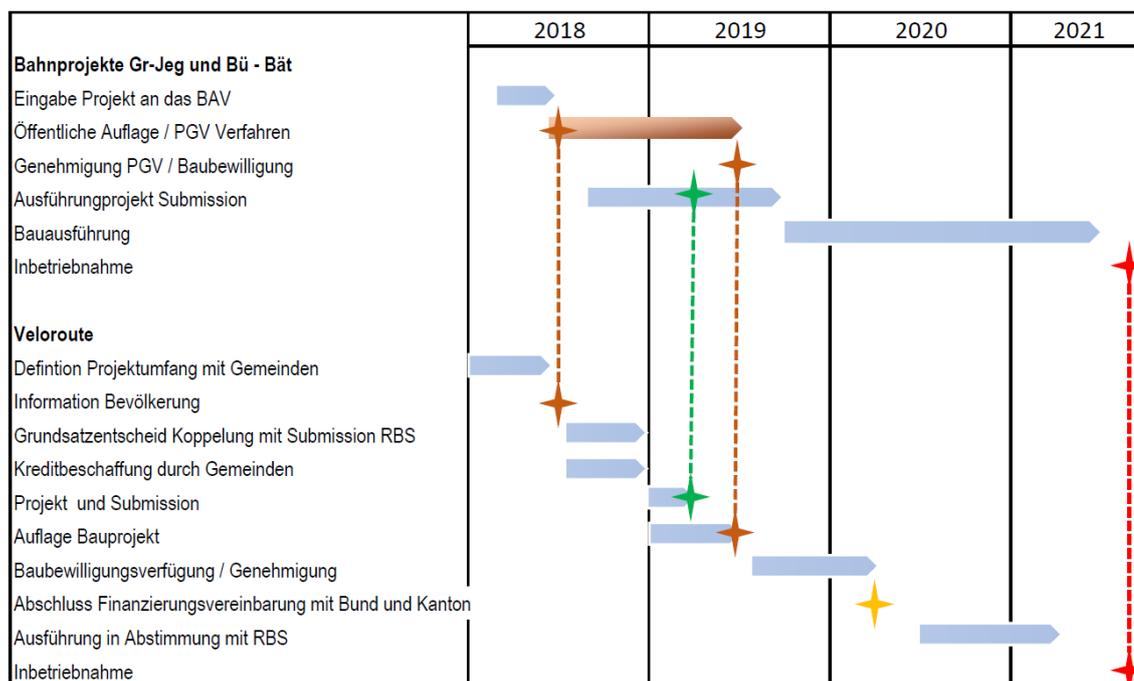 2018 2019 2020 2021
Bahnprojekte Gr-Jeg und Bü - Bät
Eingabe Projekt an das BAV
Öffentliche Auflage / PGV Verfahren
Genehmigung PGV / Baubewilligung
Ausführungprojekt Submission
Bauausführung
Inbetriebnahme
Veloroute
Defintion Projektumfang mit Gemeinden
Information Bevölkerung
Grundsatzentscheid Koppelung mit Submission RBS
Kreditbeschaffung durch Gemeinden
Projekt und Submission
Auflage Bauprojekt
Baubewilligungsverfügung / Genehmigung
Abschluss Finanzierungsvereinbarung mit Bund und Kanton
Ausführung in Abstimmung mit RBS
Inbetriebnahme